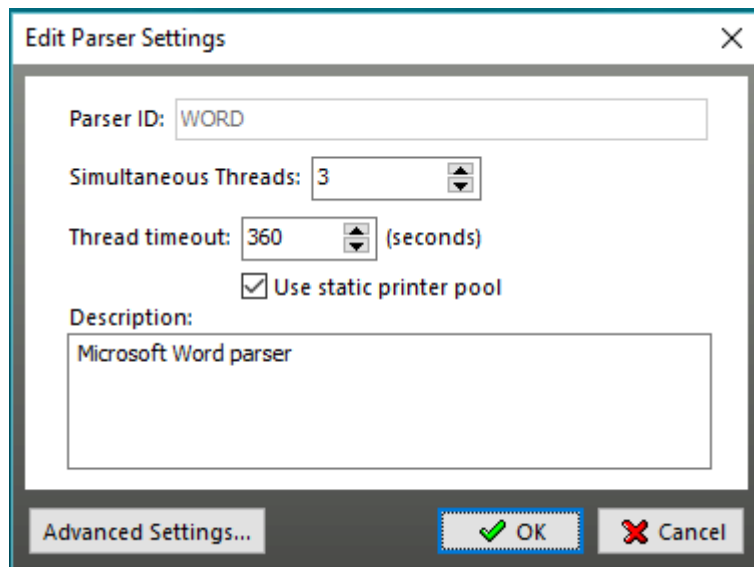 Edit Parser Settings
Parser ID: WORD
Simultaneous Threads: 3
Thread timeout: 360 (seconds)
Use static printer pool
Description:
Microsoft Word parser
Advanced Settings... OK Cancel